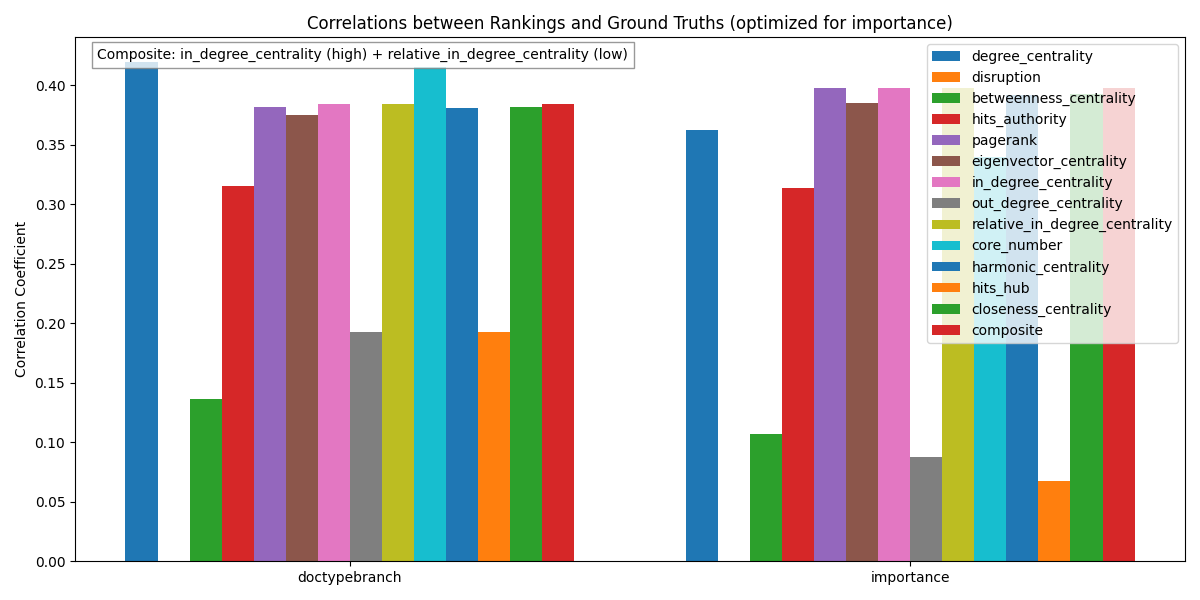 Correlations between Rankings and Ground Truths (optimized for importance)
Composite: in_degree_centrality (high) + relative_in_degree_centrality (low)
degree_centrality
disruption
betweenness_centrality
hits_authority
pagerank
eigenvector_centrality
in_degree_centrality
out_degree_centrality
relative_in_degree_centrality
core_number
harmonic_centrality
hits_hub
closeness_centrality
composite
Correlation Coefficient
0.40
0.35
0.30
0.25
0.20
0.15
0.10
0.05
0.00
doctypebranch
importance